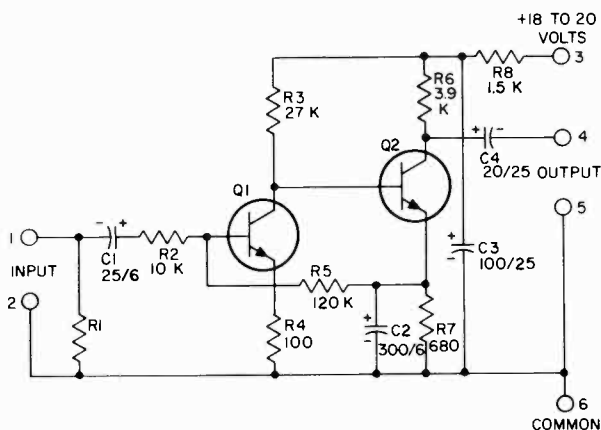 +18 TO 20
VOLTS
3
R8
1.5 K
R6
3.9
K
R3
27 K
Q2
+ -
4
C4
20/25 OUTPUT
Q1
5
1
- +
C1
25/6
R2
10 K
INPUT
2
R5
120 K
+
-
C3
100/25
R1
R4
100
+
-
C2
300/6
R7
680
6
COMMON